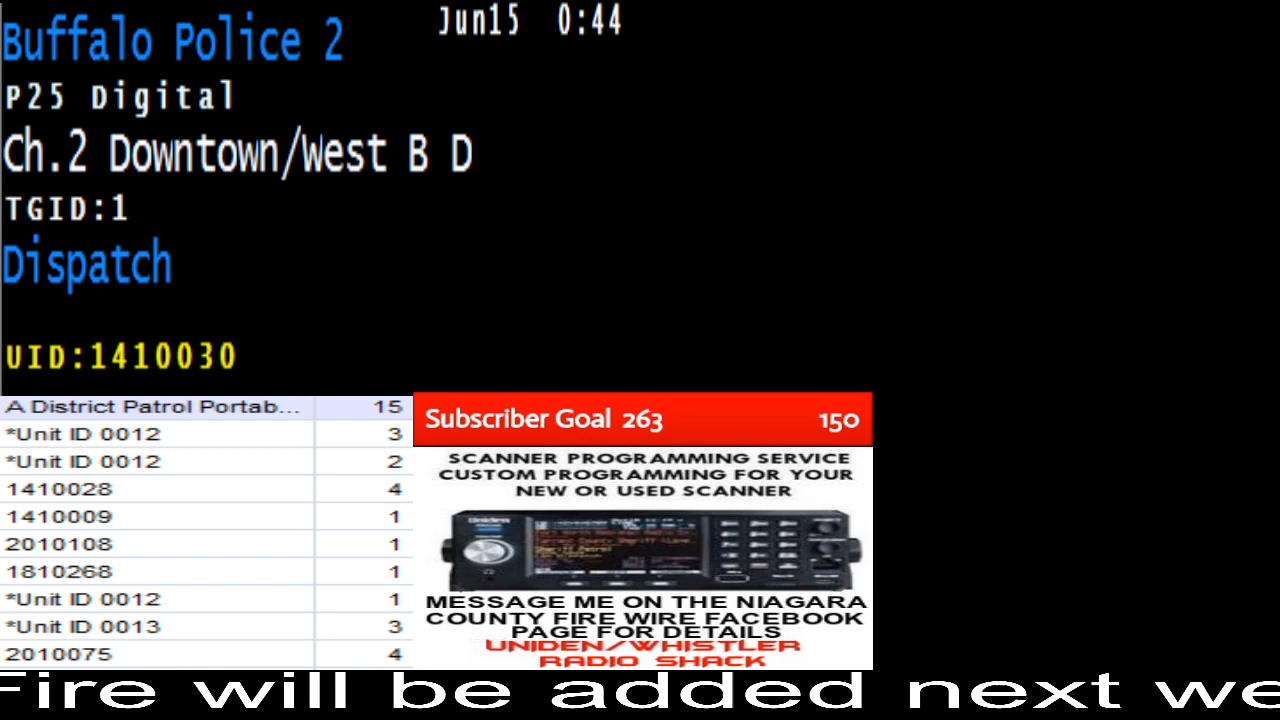 Buffalo Police 2
Jun15 0:44
P25 Digital
Ch.2 Downtown/West B D
TGID:1
Dispatch
UID:1410030
A District Patrol Portab... 15
*Unit ID 0012 3
*Unit ID 0012 2
1410028 4
1410009 1
2010108 1
1810268 1
*Unit ID 0012 1
*Unit ID 0013 3
2010075 4
Subscriber Goal 263 150
SCANNER PROGRAMMING SERVICE
CUSTOM PROGRAMMING FOR YOUR
NEW OR USED SCANNER
Uniden
MESSAGE ME ON THE NIAGARA
COUNTY FIRE WIRE FACEBOOK
PAGE FOR DETAILS
UNIDEN/WHISTLER
RADIO SHACK
Fire will be added next we